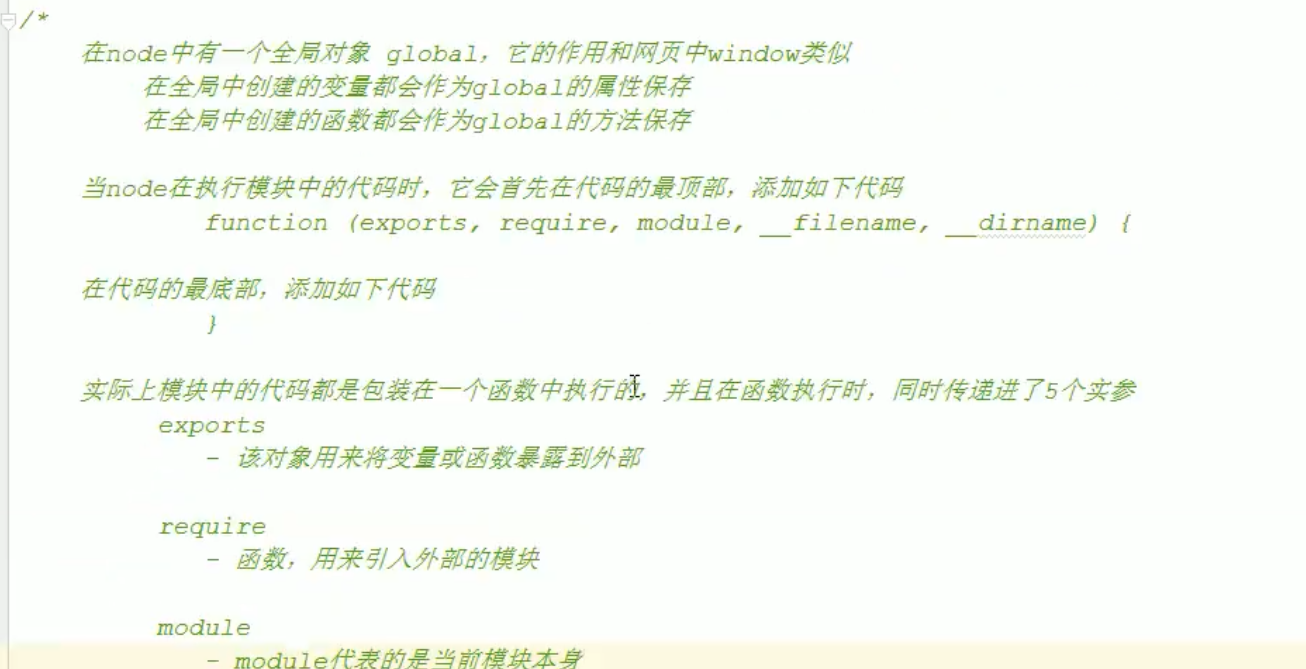 /*
在node中有一个全局对象 global，它的作用和网页中window类似
在全局中创建的变量都会作为global的属性保存
在全局中创建的函数都会作为global的方法保存
当node在执行模块中的代码时，它会首先在代码的最顶部，添加如下代码
function (exports, require, module, __filename, __dirname) {
在代码的最底部，添加如下代码
}
实际上模块中的代码都是包装在一个函数中执行的，并且在函数执行时，同时传递进了5个实参
exports
- 该对象用来将变量或函数暴露到外部
require
- 函数，用来引入外部的模块
module
- module代表的是当前模块本身